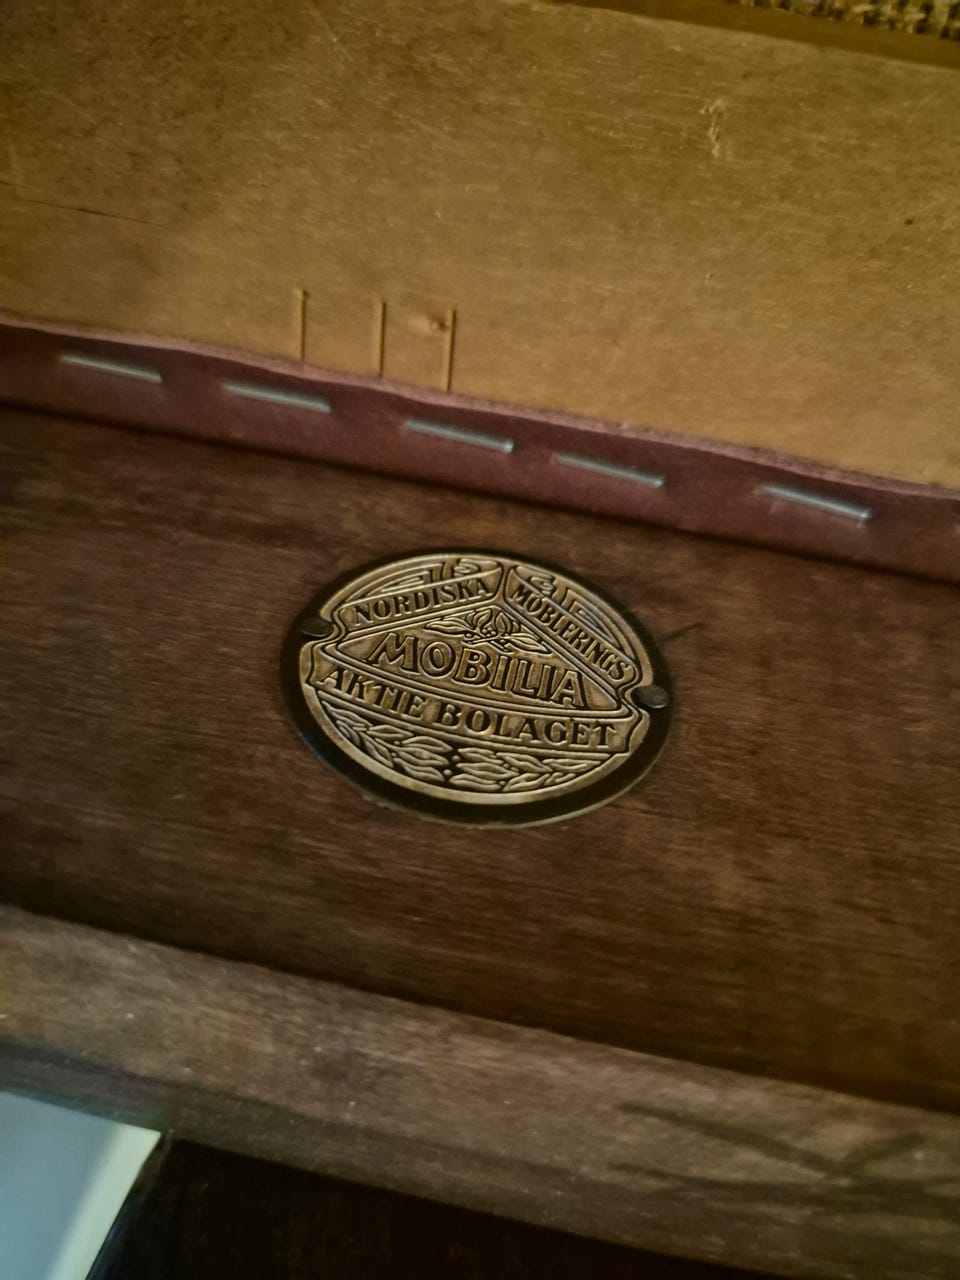 NORDISKA
MÖBLERINGS
MOBILIA
AKTIE BOLAGET